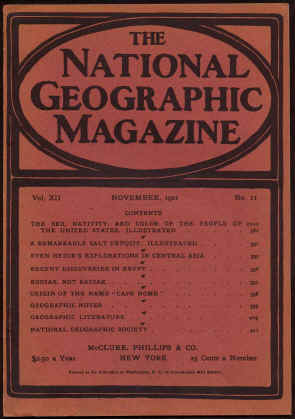 THE
NATIONAL
GEOGRAPHIC
MAGAZINE
Vol. XII NOVEMBER, 1901 No. 11
CONTENTS
THE SEX, NATIVITY, AND COLOR OF THE PEOPLE OF
THE UNITED STATES. ILLUSTRATED
A REMARKABLE SALT DEPOSIT. ILLUSTRATED
SVEN HEDIN'S EXPLORATIONS IN CENTRAL ASIA
RECENT DISCOVERIES IN EGYPT
RODIAK, NOT KADIAK
ORIGIN OF THE NAME "CAPE NOME"
GEOGRAPHIC NOTES
GEOGRAPHIC LITERATURE
NATIONAL GEOGRAPHIC SOCIETY
McCLURE, PHILLIPS & CO.
$2.50 a Year NEW YORK 25 Cents a Number